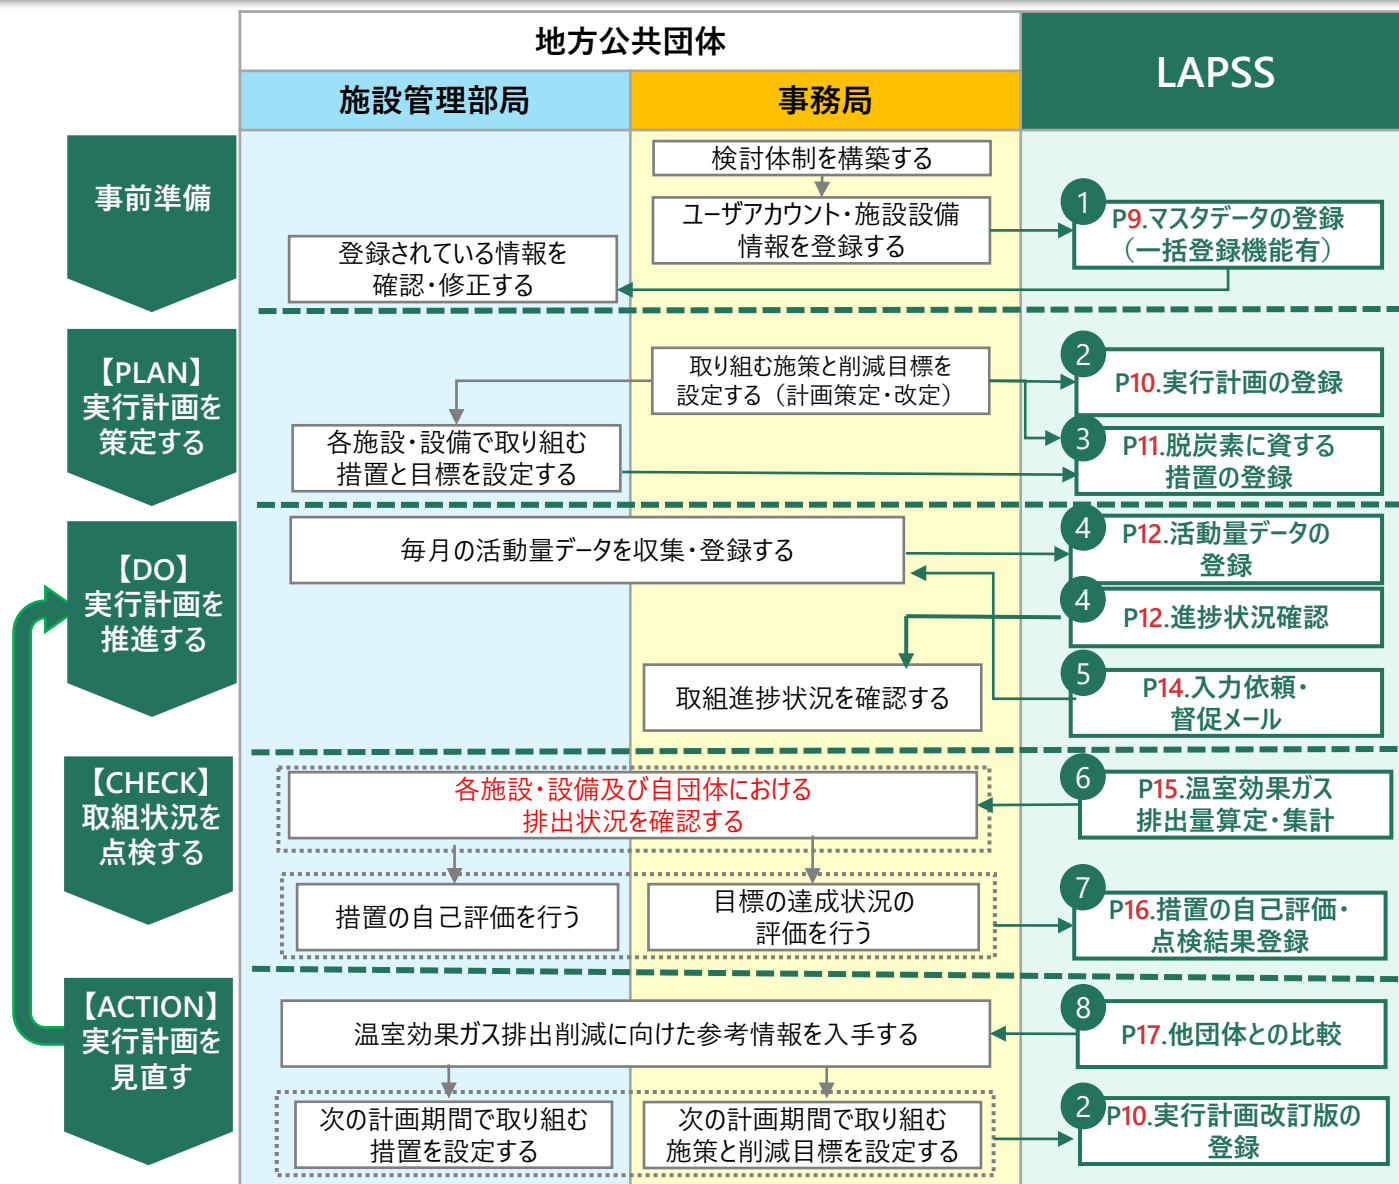 地方公共団体
LAPSS
施設管理部局
事務局
事前準備
検討体制を構築する
ユーザアカウント・施設設備
情報を登録する
登録されている情報を
確認・修正する
1
P9.マスタデータの登録
（一括登録機能有）
【PLAN】
実行計画を
策定する
取り組む施策と削減目標を
設定する（計画策定・改定）
各施設・設備で取り組む
措置と目標を設定する
2
P10.実行計画の登録
3
P11.脱炭素に資する
措置の登録
【DO】
実行計画を
推進する
毎月の活動量データを収集・登録する
取組進捗状況を確認する
4
P12.活動量データの
登録
4
P12.進捗状況確認
5
P14.入力依頼・
督促メール
【CHECK】
取組状況を
点検する
各施設・設備及び自団体における
排出状況を確認する
措置の自己評価を行う
目標の達成状況の
評価を行う
6
P15.温室効果ガス
排出量算定・集計
7
P16.措置の自己評価・
点検結果登録
【ACTION】
実行計画を
見直す
温室効果ガス排出削減に向けた参考情報を入手する
次の計画期間で取り組む
措置を設定する
次の計画期間で取り組む
施策と削減目標を設定する
8
P17.他団体との比較
2
P10.実行計画改訂版の
登録